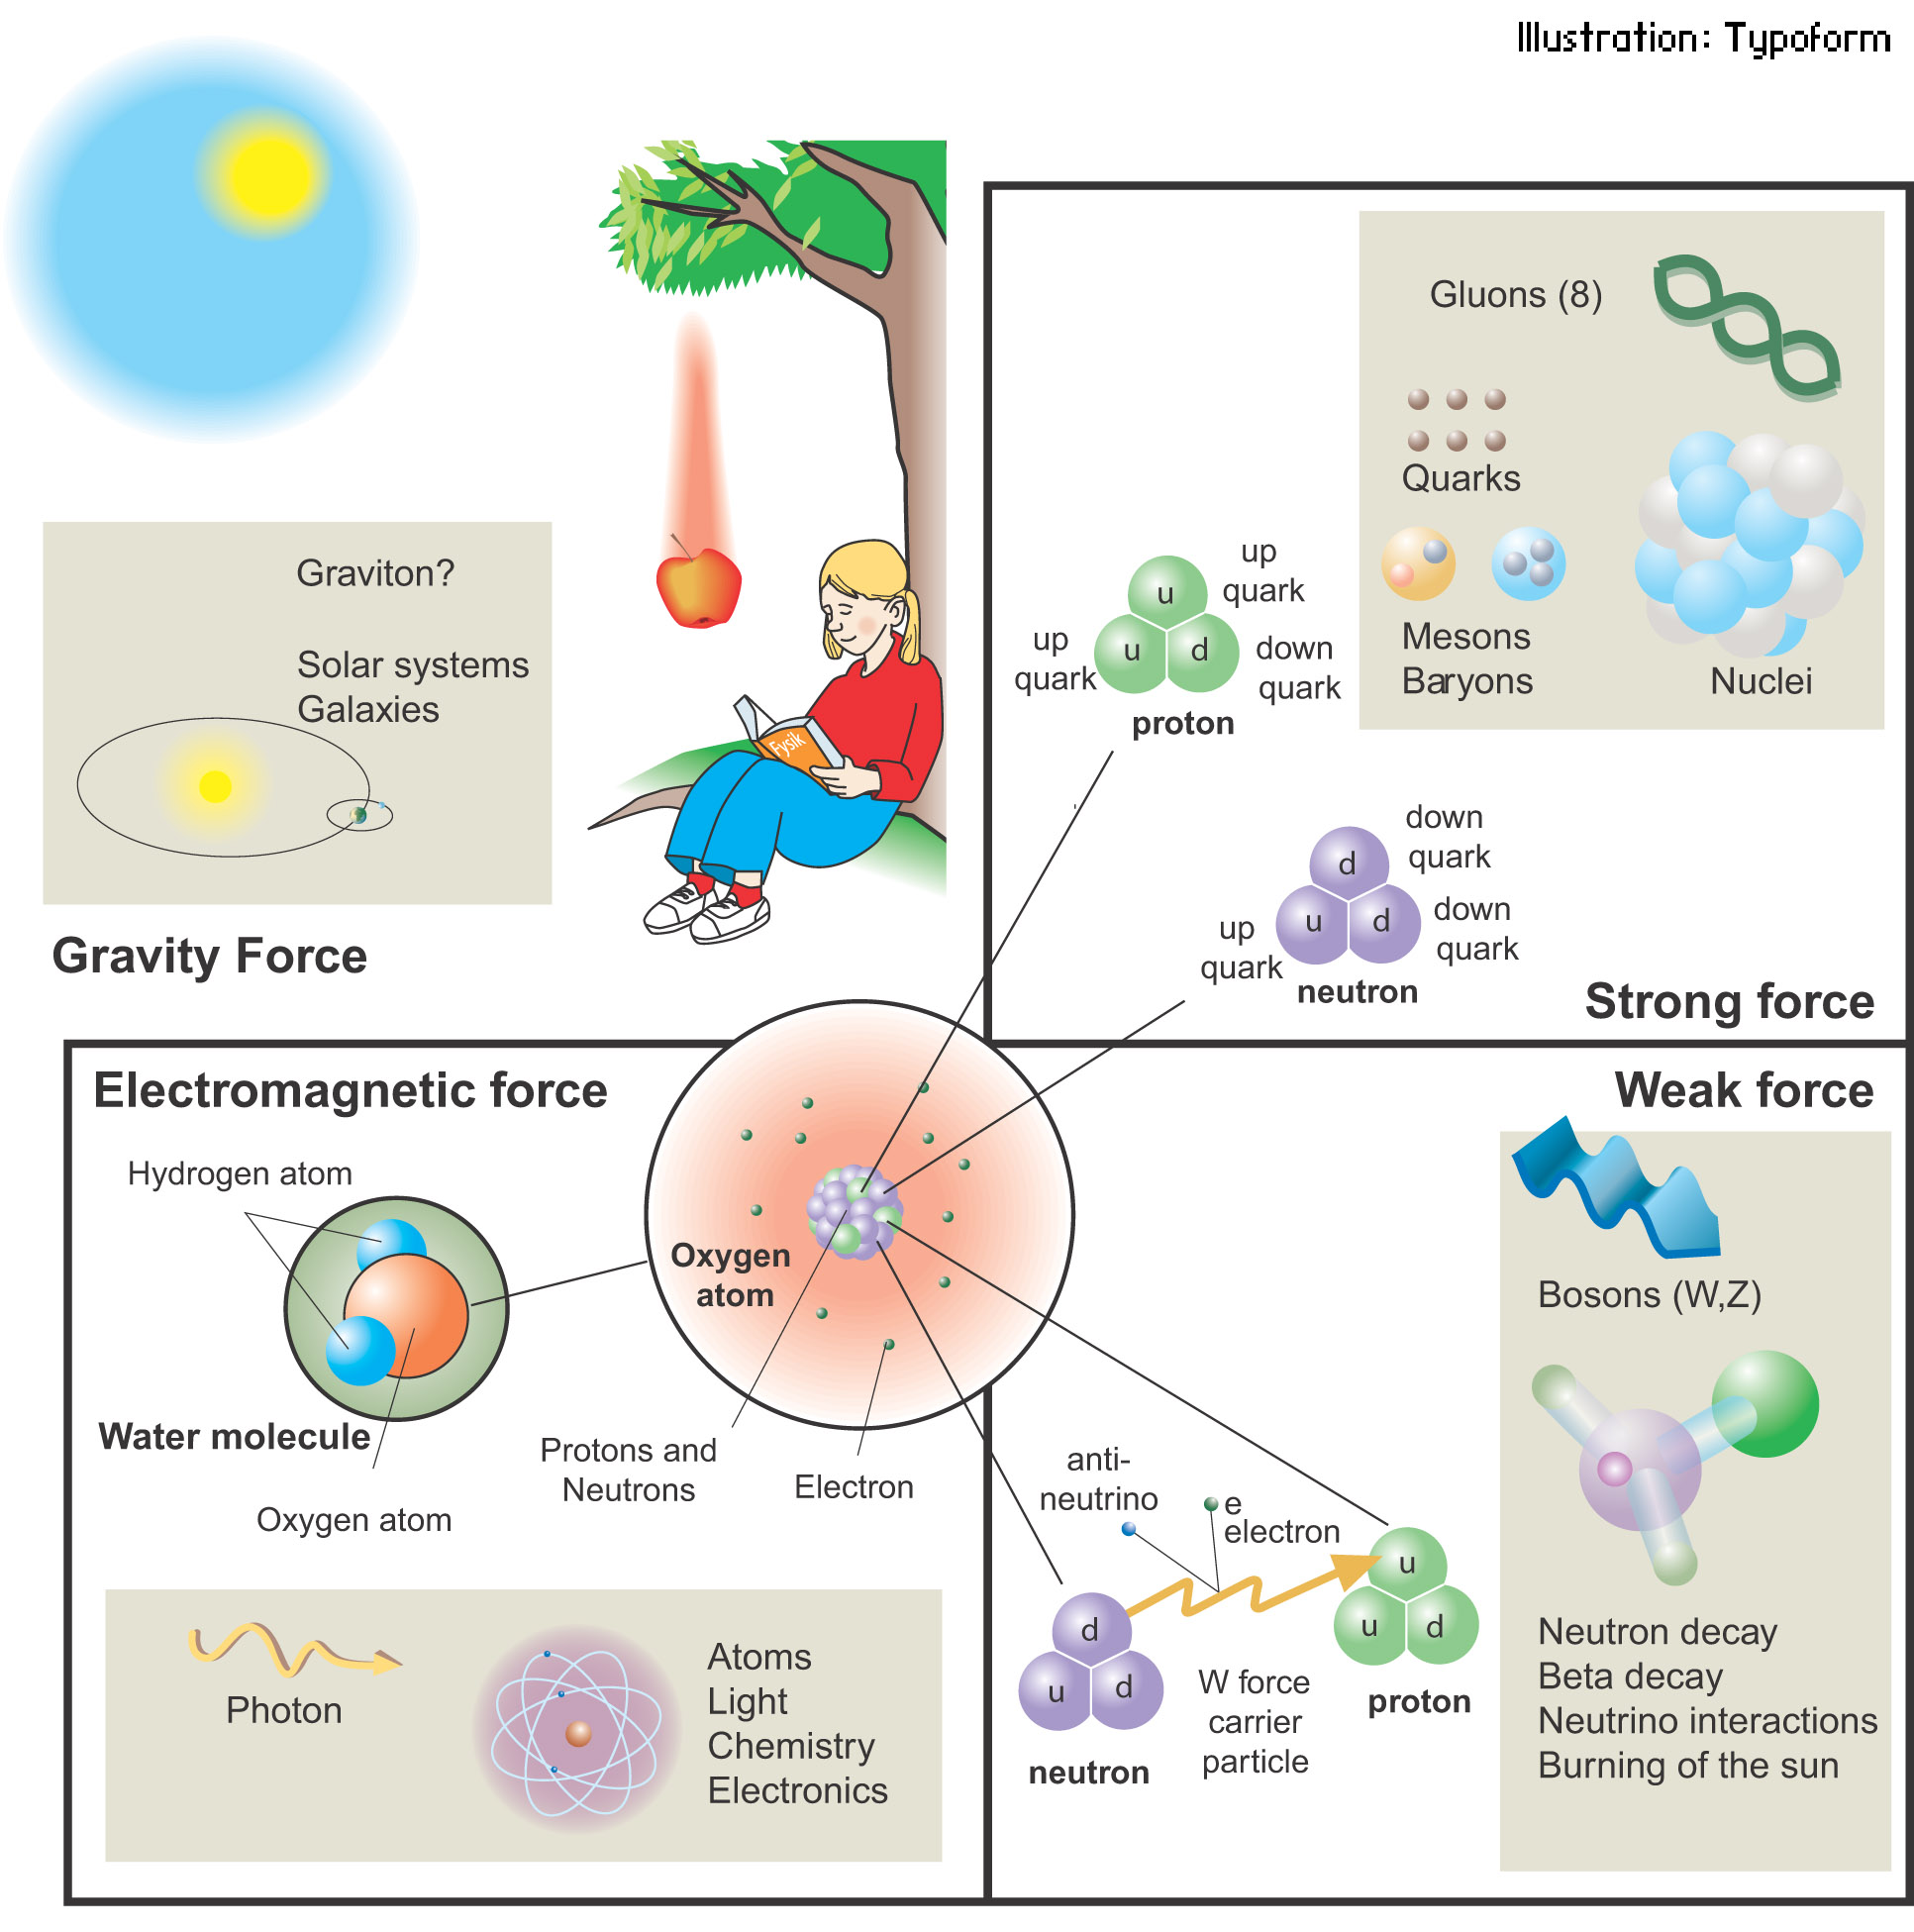 Illustration: Typoform
Graviton?
Solar systems
Galaxies
Fysik
Gravity Force
Gluons (8)
Quarks
Mesons
Baryons
Nuclei
up
quark
u
up
quark
u
d
down
quark
proton
down
quark
d
up
quark
u
d
down
quark
neutron
Strong force
Electromagnetic force
Hydrogen atom
Water molecule
Oxygen atom
Oxygen
atom
Protons and
Neutrons
Electron
Photon
Atoms
Light
Chemistry
Electronics
Weak force
Bosons (W,Z)
anti-
neutrino
e
electron
d
u
d
neutron
W force
carrier
particle
u
u
d
proton
Neutron decay
Beta decay
Neutrino interactions
Burning of the sun